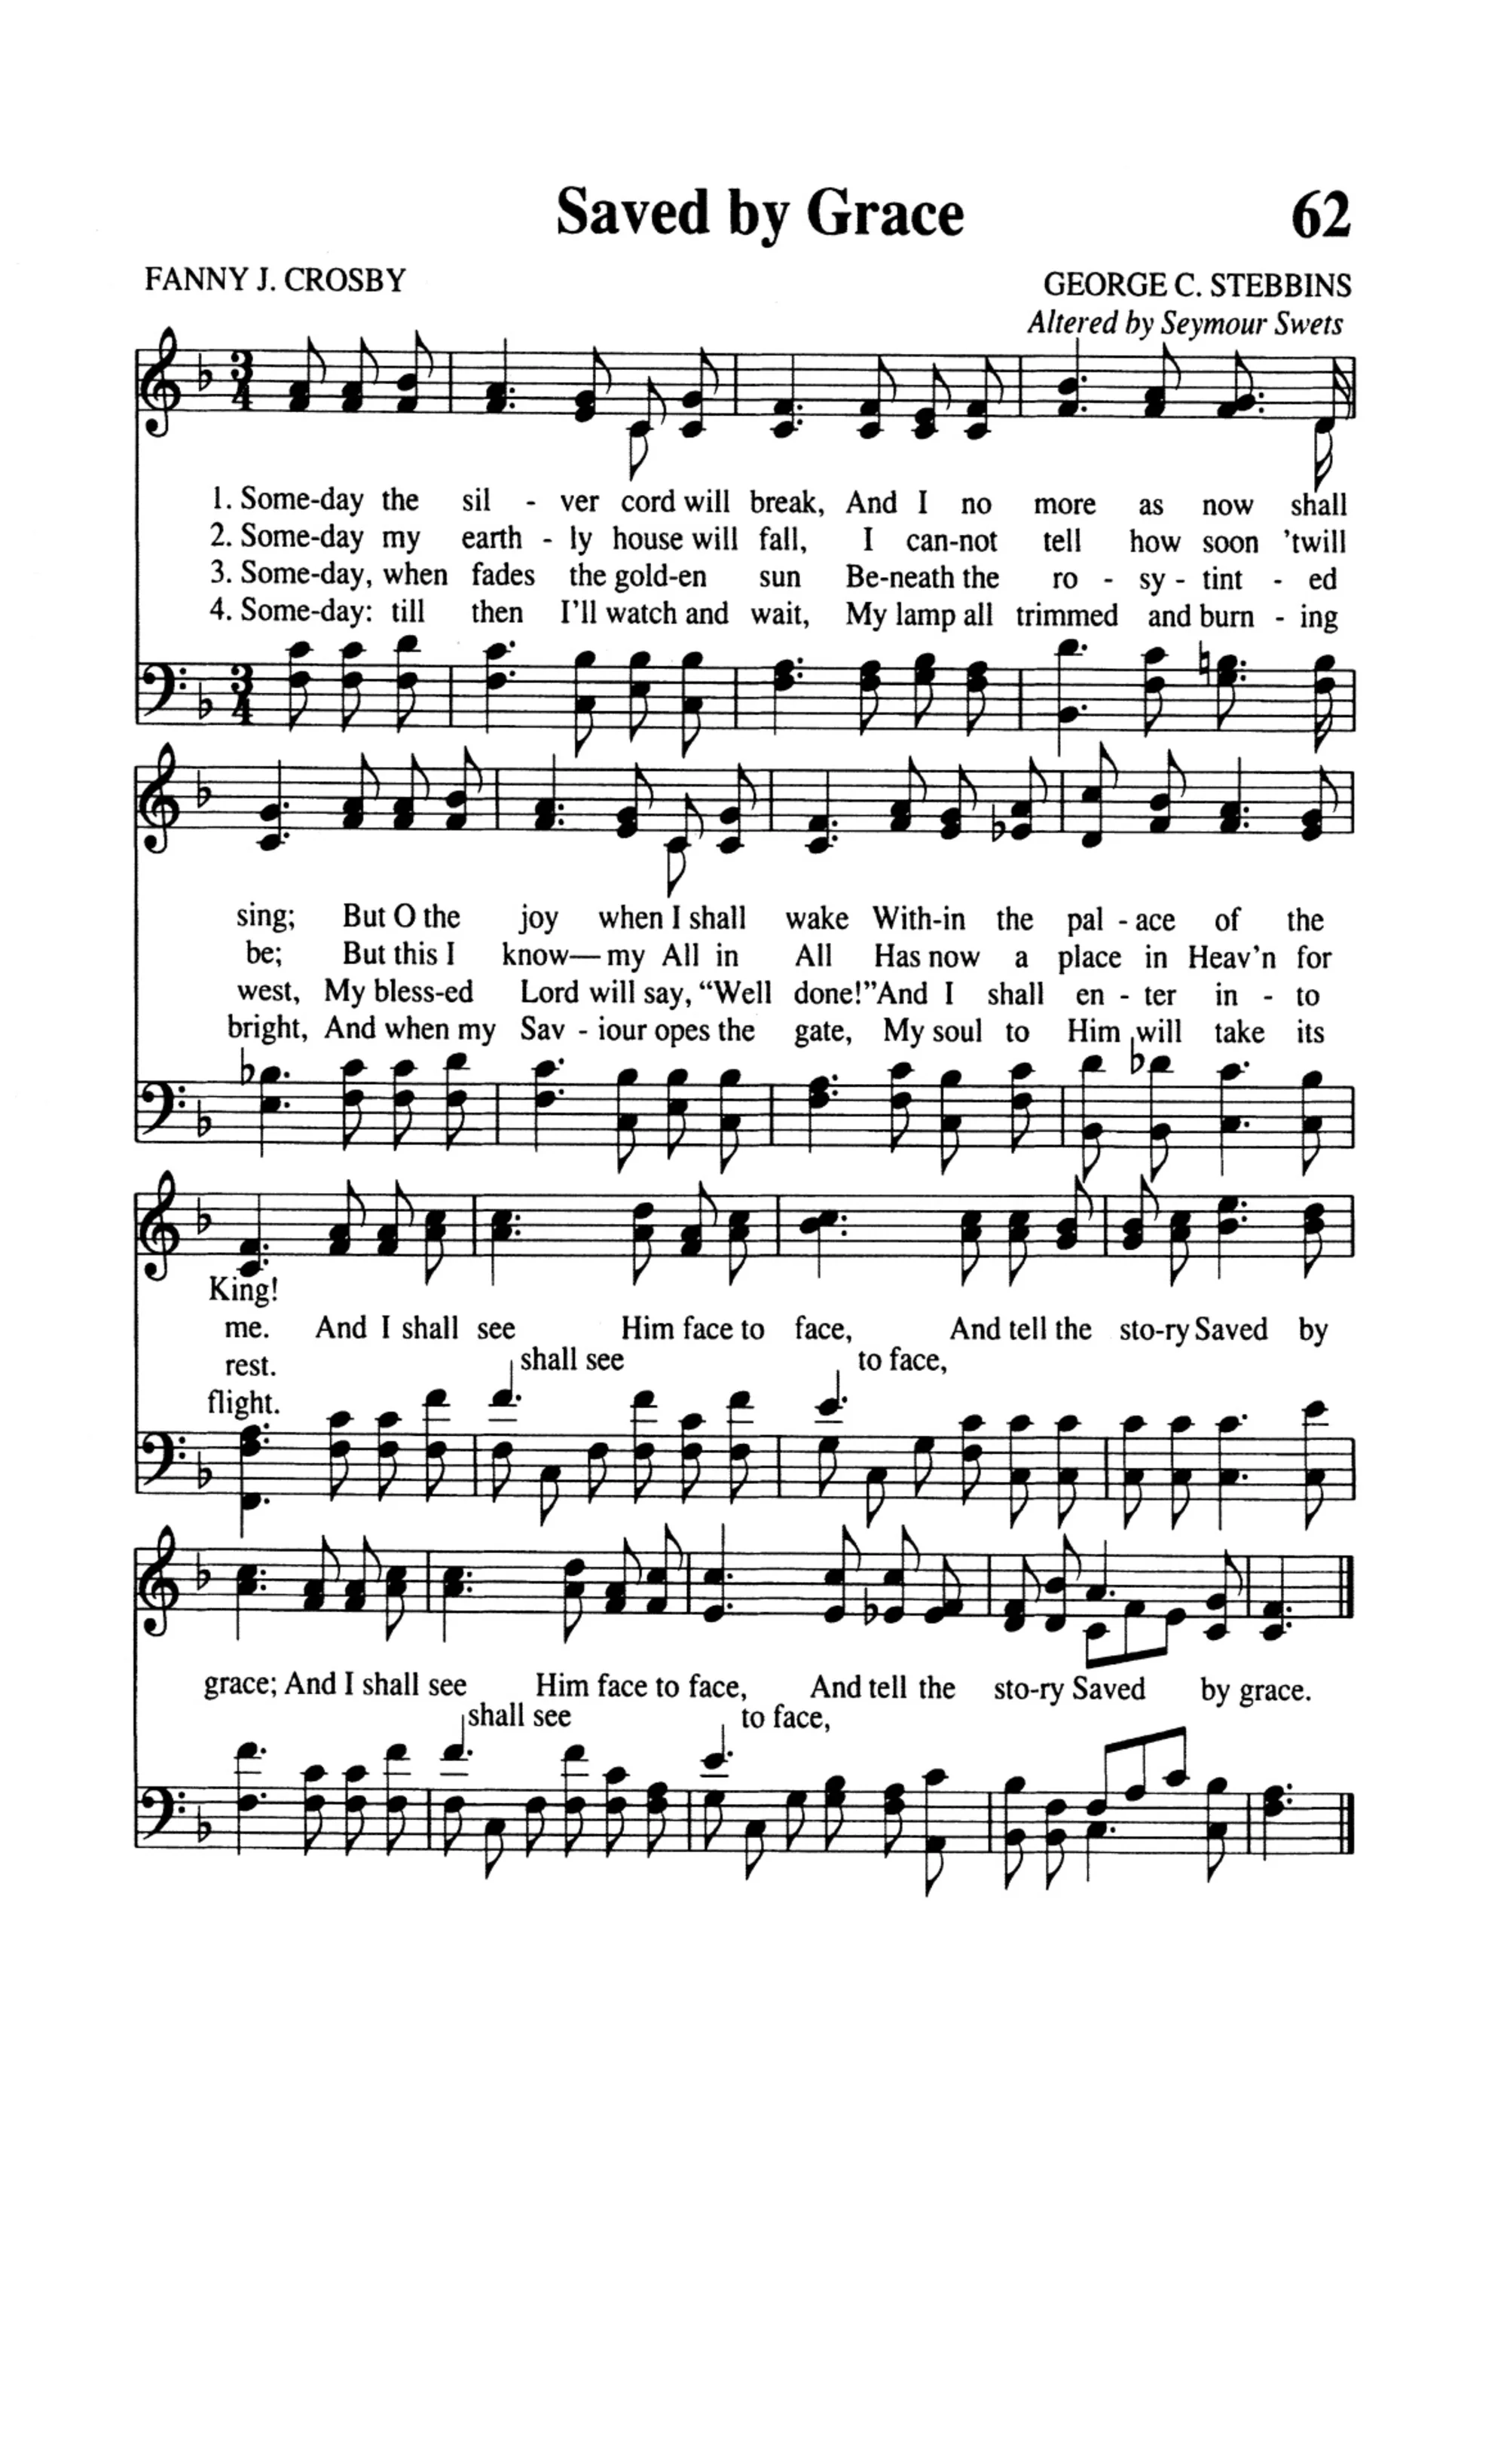 Saved by Grace 62
FANNY J. CROSBY GEORGE C. STEBBINS
Altered by Seymour Swets
1. Some-day the sil - ver cord will break, And I no more as now shall
2. Some-day my earth - ly house will fall, I can-not tell how soon ’twill
3. Some-day, when fades the gold-en sun Be-neath the ro - sy - tint - ed
4. Some-day: till then I’ll watch and wait, My lamp all trimmed and burn - ing
sing; But O the joy when I shall wake With-in the pal - ace of the
be; But this I know— my All in All Has now a place in Heav’n for
west, My bless-ed Lord will say, “Well done!” And I shall en - ter in - to
bright, And when my Sav - iour opes the gate, My soul to Him will take its
King!
me. And I shall see Him face to face, And tell the sto-ry Saved by
rest. shall see to face,
flight.
grace; And I shall see Him face to face, And tell the sto-ry Saved by grace.
shall see to face,